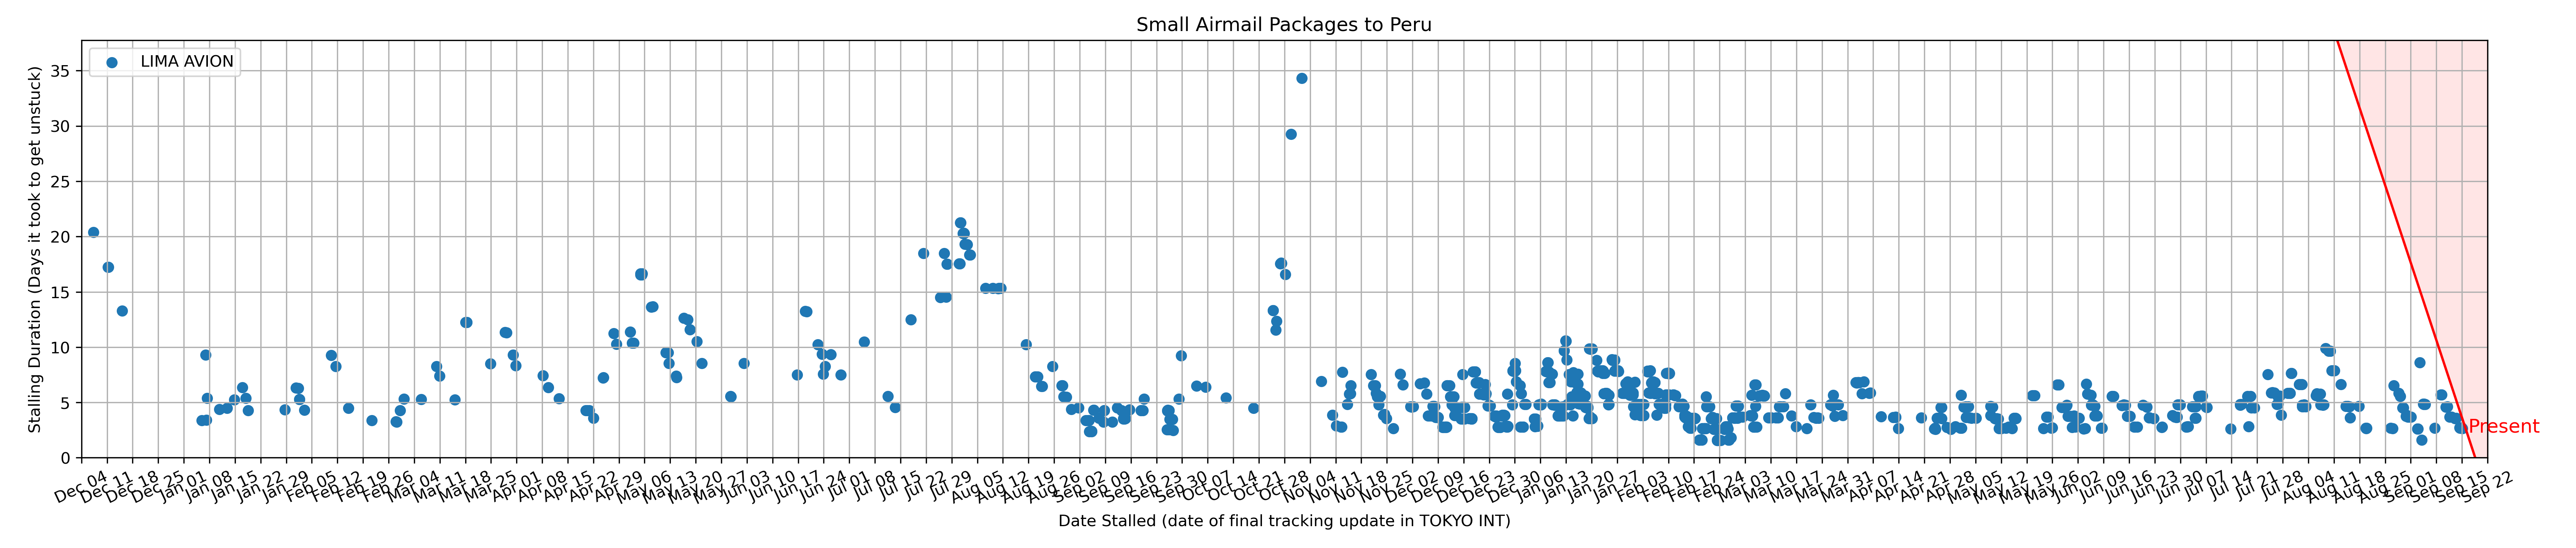 Small Airmail Packages to Peru
LIMA AVION
Stalling Duration (Days it took to get unstuck)
35
30
25
20
15
10
5
0
Present
Dec 04 Dec 11 Dec 18 Dec 25 Jan 01 Jan 08 Jan 15 Jan 22 Jan 29 Feb 05 Feb 12 Feb 19 Feb 26 Mar 04 Mar 11 Mar 18 Mar 25 Apr 01 Apr 08 Apr 15 Apr 22 Apr 29 May 06 May 13 May 20 May 27 Jun 03 Jun 10 Jun 17 Jun 24 Jul 01 Jul 08 Jul 15 Jul 22 Jul 29 Aug 05 Aug 12 Aug 19 Aug 26 Sep 02 Sep 09 Sep 16 Sep 23 Sep 30 Oct 07 Oct 14 Oct 21 Oct 28 Nov 04 Nov 11 Nov 18 Nov 25 Dec 02 Dec 09 Dec 16 Dec 23 Dec 30 Jan 06 Jan 13 Jan 20 Jan 27 Feb 03 Feb 10 Feb 17 Feb 24 Mar 03 Mar 10 Mar 17 Mar 24 Mar 31 Apr 07 Apr 14 Apr 21 Apr 28 May 05 May 12 May 19 May 26 Jun 02 Jun 09 Jun 16 Jun 23 Jun 30 Jul 07 Jul 14 Jul 21 Jul 28 Aug 04 Aug 11 Aug 18 Aug 25 Sep 01 Sep 08 Sep 15 Sep 22
Date Stalled (date of final tracking update in TOKYO INT)